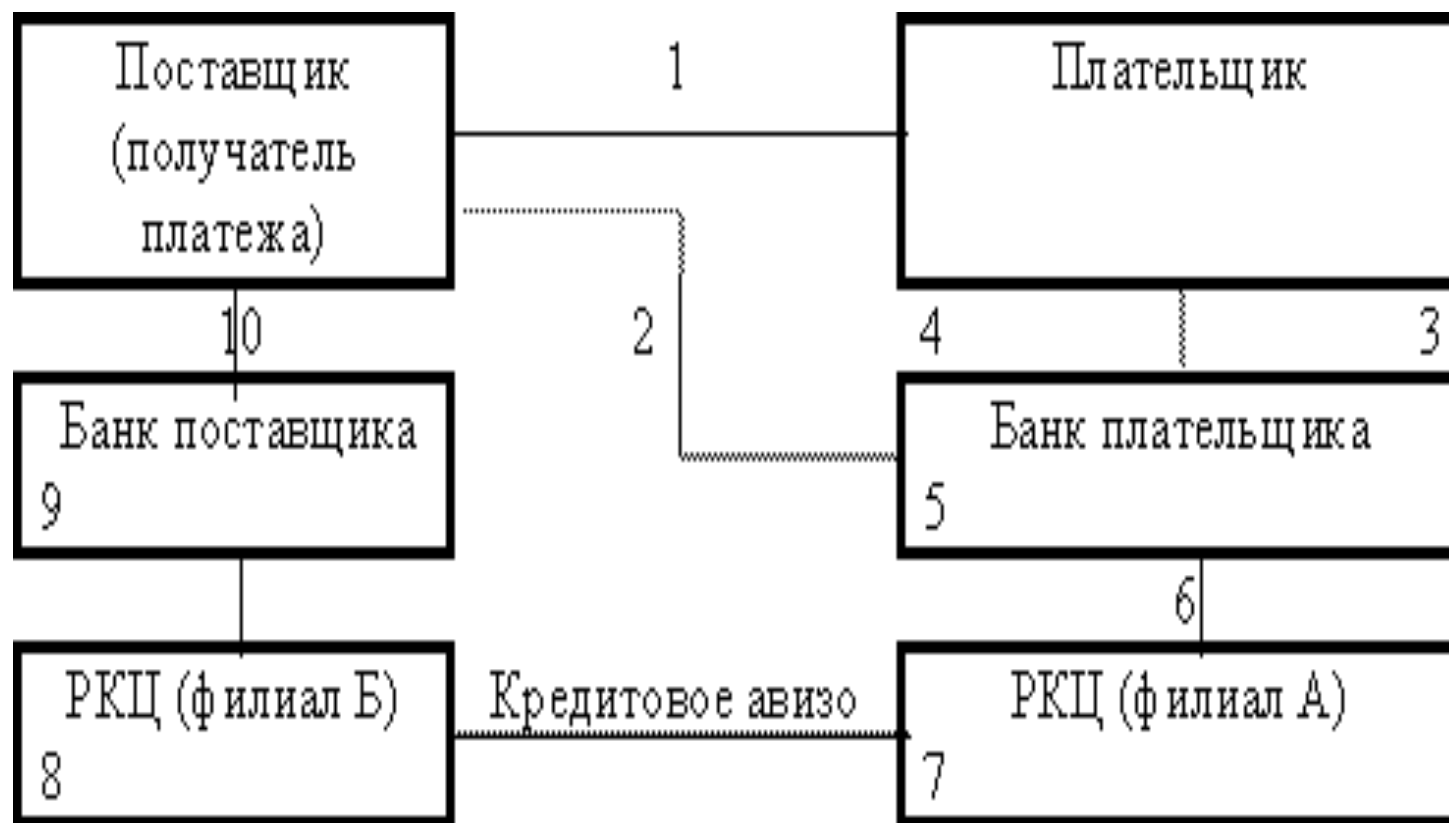 Поставщик
(получатель
платежа)
1
Плательщик
10
2
4
3
Банк поставщика
9
Банк плательщика
5
6
РКЦ (филиал Б)
8
Кредитовое авизо
РКЦ (филиал А)
7